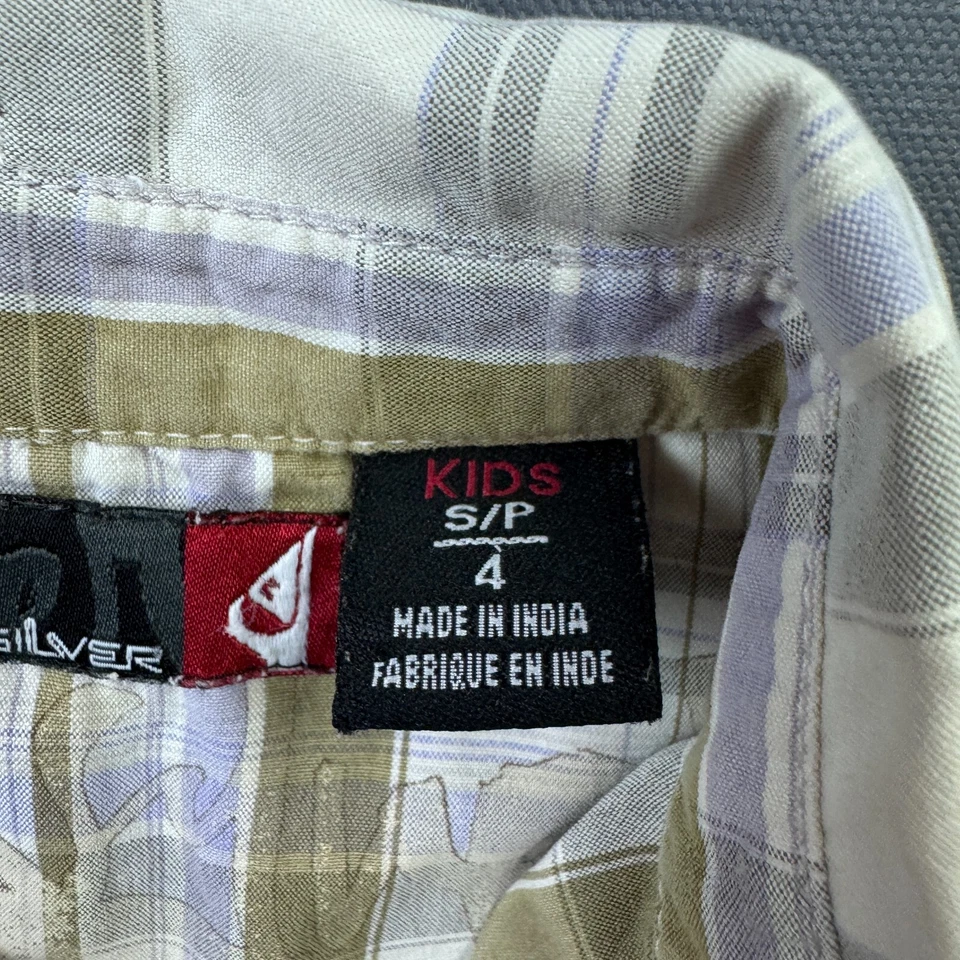 KIDS
S/P
4
MADE IN INDIA
FABRIQUE EN INDE
SILVER